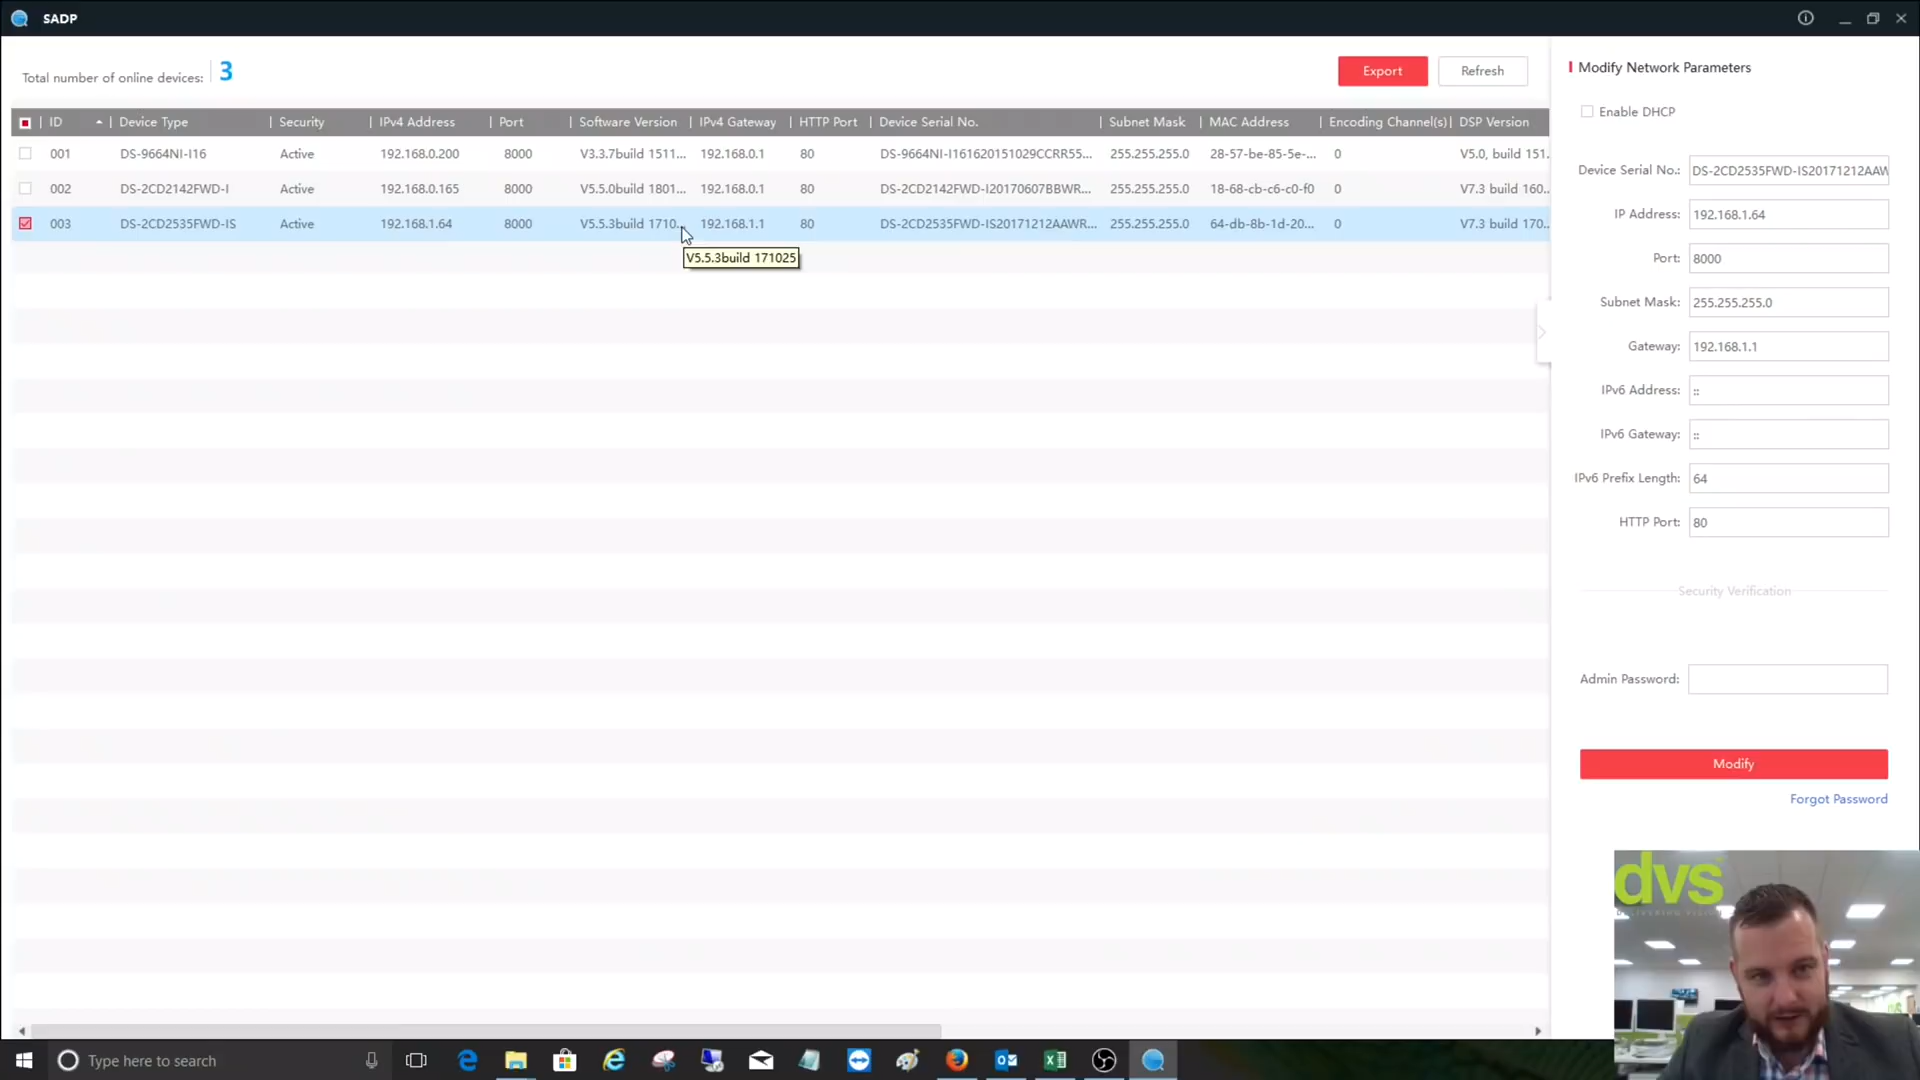 SADP
Total number of online devices: 3
Export
Refresh
ID
Device Type
Security
IPv4 Address
Port
Software Version
IPv4 Gateway
HTTP Port
Device Serial No.
Subnet Mask
MAC Address
Encoding Channel(s)
DSP Version
001 DS-9664NI-I16 Active 192.168.0.200 8000 V3.3.7build 1511... 192.168.0.1 80 DS-9664NI-I161620151029CCRR55... 255.255.255.0 28-57-be-85-5e-... 0 V5.0, build 151.
002 DS-2CD2142FWD-I Active 192.168.0.165 8000 V5.5.0build 1801... 192.168.0.1 80 DS-2CD2142FWD-I20170607BBWR... 255.255.255.0 18-68-cb-c6-c0-f0 0 V7.3 build 160..
003 DS-2CD2535FWD-IS Active 192.168.1.64 8000 V5.5.3build 1710... 192.168.1.1 80 DS-2CD2535FWD-IS20171212AAWR... 255.255.255.0 64-db-8b-1d-20... 0 V7.3 build 170..
V5.5.3build 171025
Modify Network Parameters
Enable DHCP
Device Serial No.: DS-2CD2535FWD-IS20171212AAW
IP Address: 192.168.1.64
Port: 8000
Subnet Mask: 255.255.255.0
Gateway: 192.168.1.1
IPv6 Address: ::
IPv6 Gateway: ::
IPv6 Prefix Length: 64
HTTP Port: 80
Security Verification
Admin Password:
Modify
Forgot Password
dvs
Type here to search